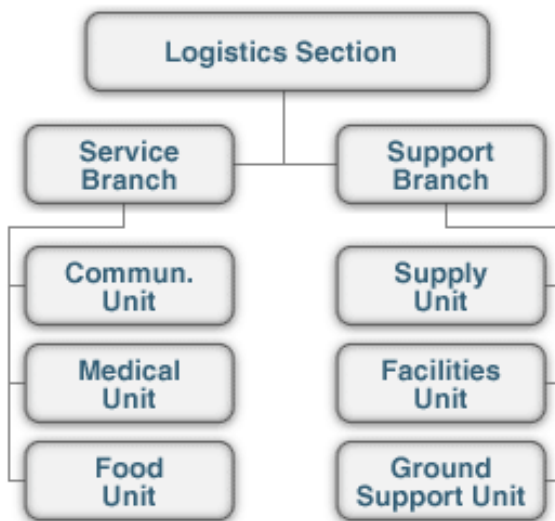 Logistics Section
Service
Branch
Support
Branch
Commun.
Unit
Supply
Unit
Medical
Unit
Facilities
Unit
Food
Unit
Ground
Support Unit